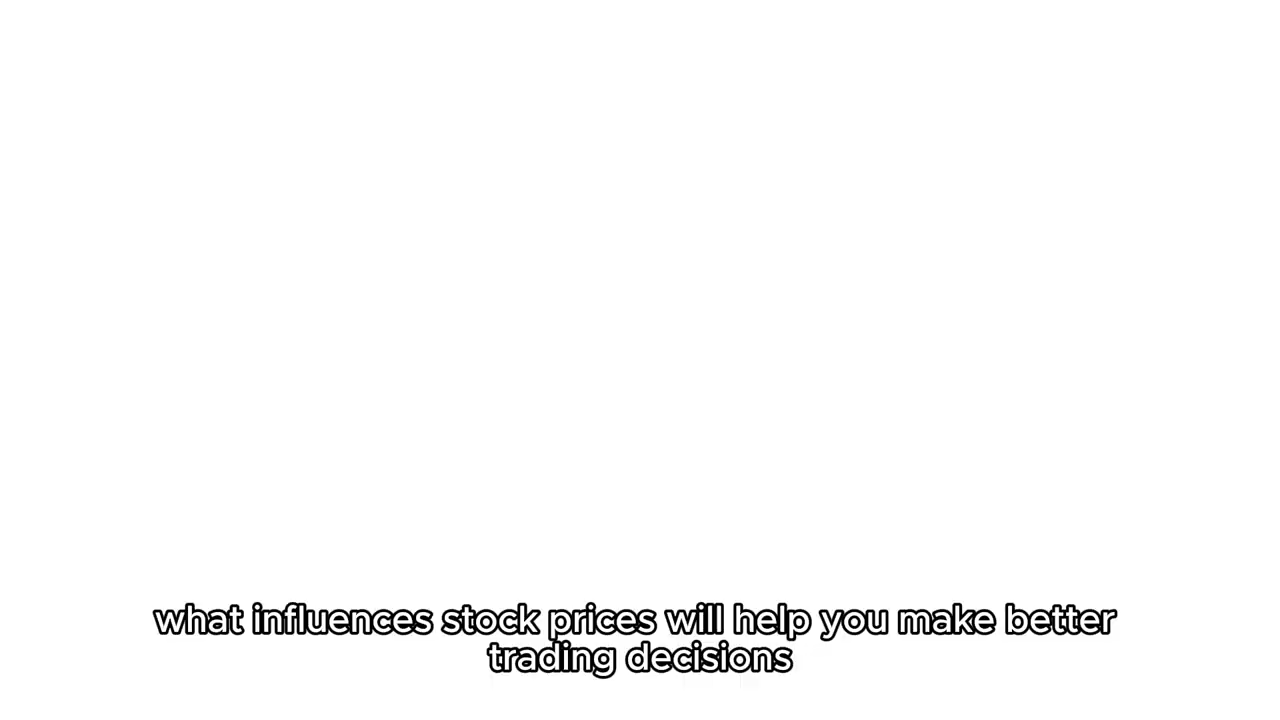 what influences stock prices will help you make better
trading decisions